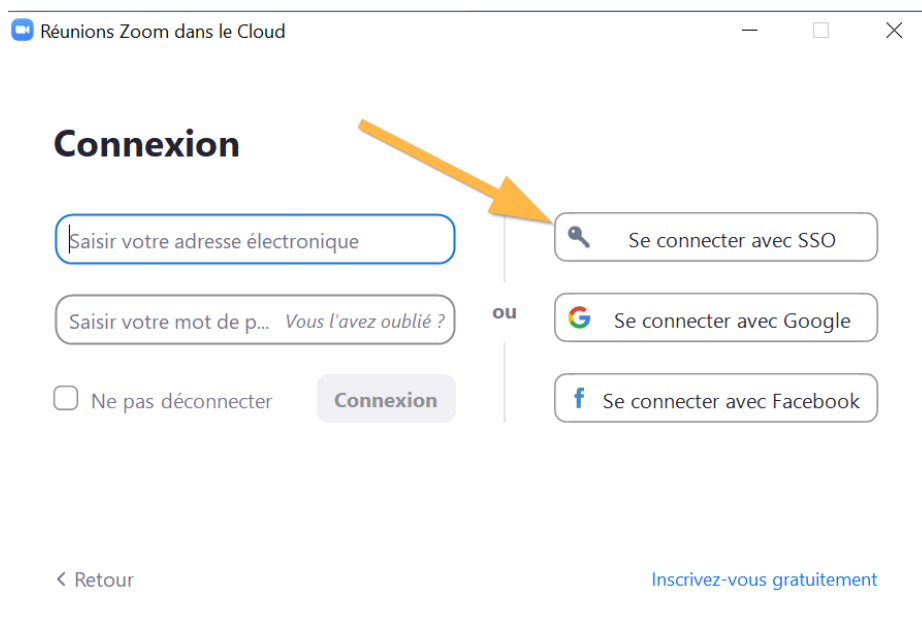 Réunions Zoom dans le Cloud
Connexion
Saisir votre adresse électronique
Saisir votre mot de p... Vous l'avez oublié ?
Ne pas déconnecter
Connexion
ou
Se connecter avec SSO
Se connecter avec Google
Se connecter avec Facebook
< Retour
Inscrivez-vous gratuitement